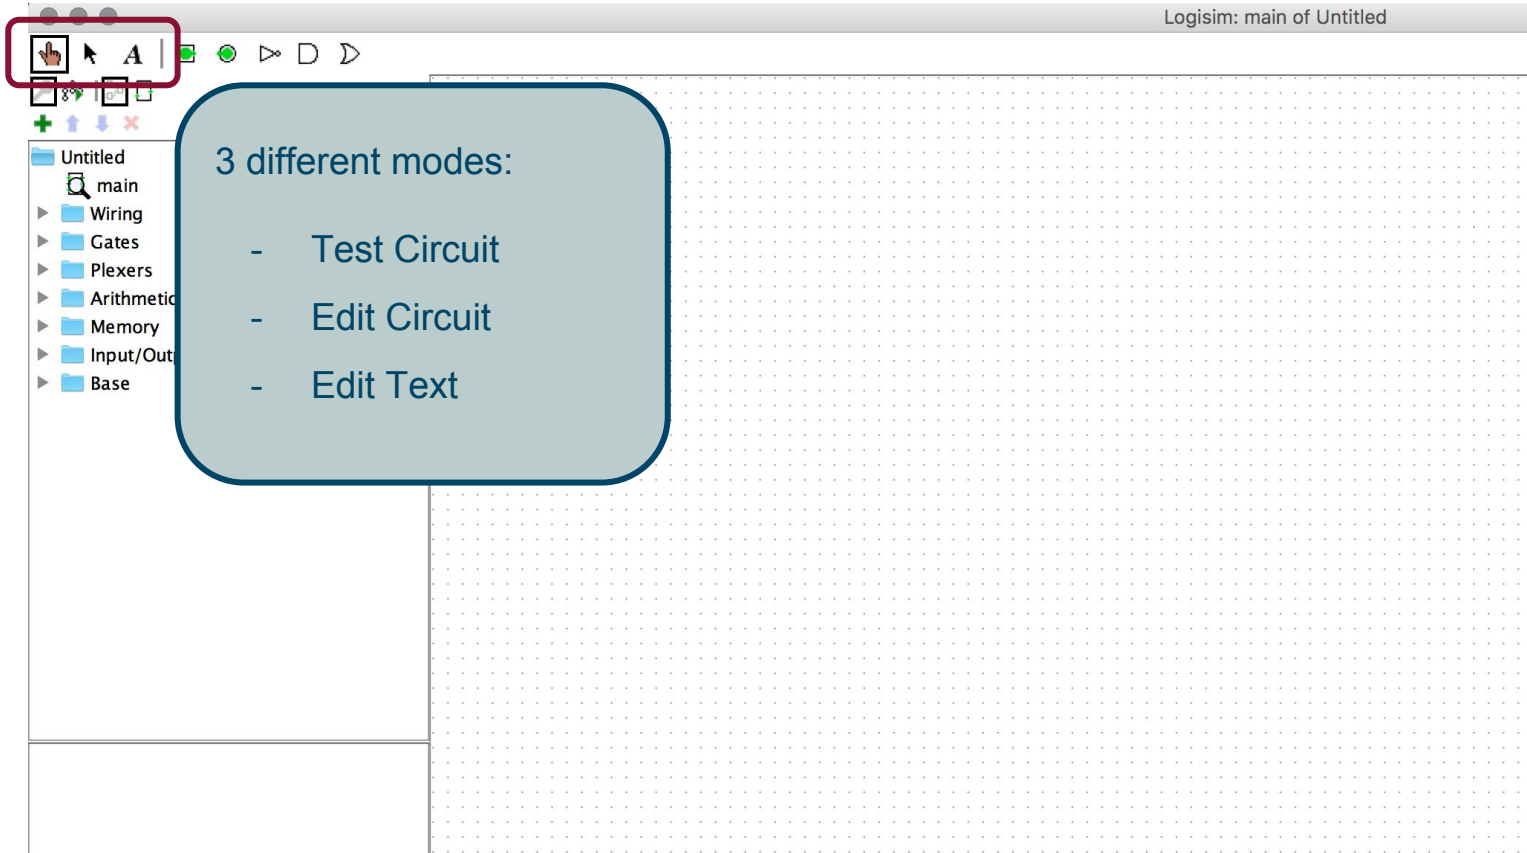 Logisim: main of Untitled
A
3 different modes:
- Test Circuit
- Edit Circuit
- Edit Text
Untitled
main
Wiring
Gates
Plexers
Arithmetic
Memory
Input/Outp
Base